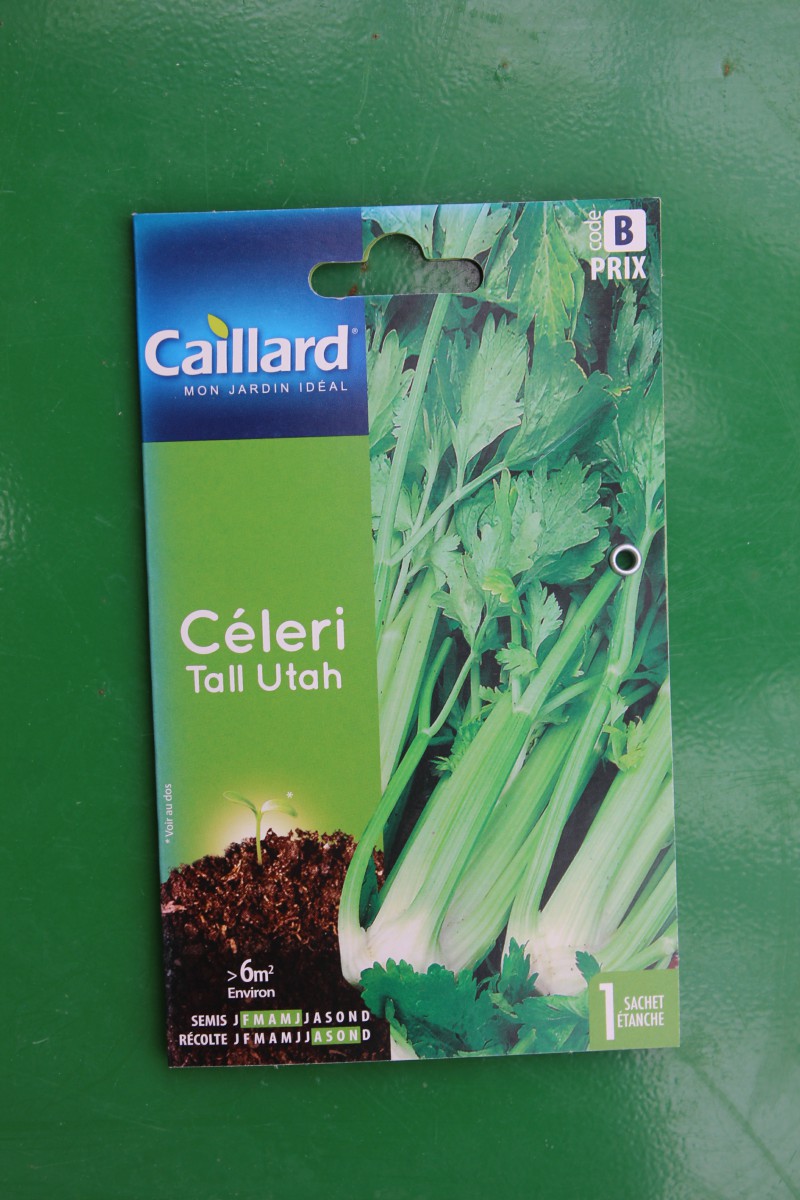 code B
PRIX
Caillard®
MON JARDIN IDÉAL
Céleri
Tall Utah
* Voir au dos
*
>6m²
Environ
SEMIS J F M A M J J A S O N D
RÉCOLTE J F M A M J J A S O N D
1 SACHET
ÉTANCHE